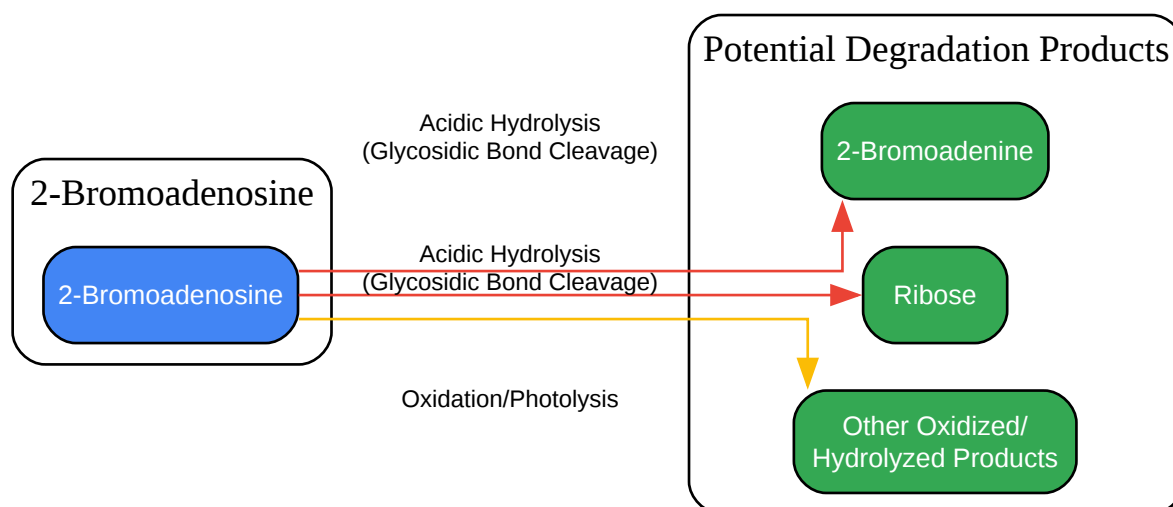 Potential Degradation Products
Acidic Hydrolysis
(Glycosidic Bond Cleavage)
2-Bromoadenine
2-Bromoadenosine
Acidic Hydrolysis
(Glycosidic Bond Cleavage)
2-Bromoadenosine
Ribose
Oxidation/Photolysis
Other Oxidized/
Hydrolyzed Products